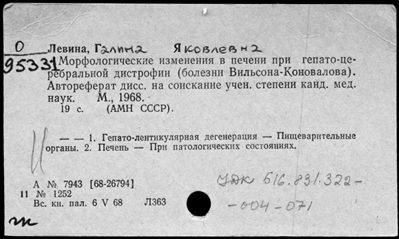 О
95331
Левина, Галина Яковлевна
Морфологические изменения в печени при гепато-це-
ребральной дистрофии (болезни Вильсона-Коновалова).
Автореферат дисс. на соискание учен. степени канд. мед.
наук. М., 1968.
19 с. (АМН СССР).
— — 1. Гепато-лентикулярная дегенерация — Пищеварительные
органы. 2. Печень — При патологических состояниях.
А № 7943 [68-26794]
11 № 1252
Вс. кн. пал. 6 V 68 Л363
УДК 616.831.322-
-004-071